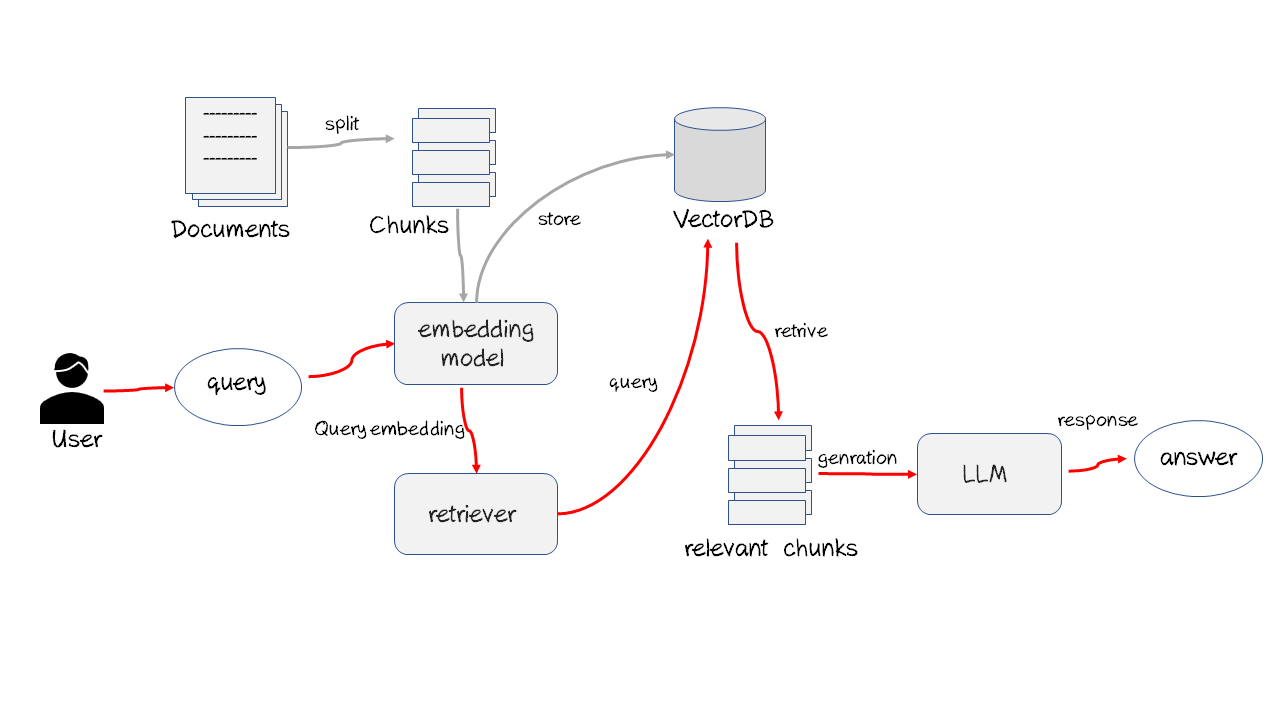 ---------
---------
---------
split
Documents
Chunks
store
VectorDB
embedding
model
retrive
User
query
Query embedding
query
retriever
relevant chunks
genration
LLM
response
answer